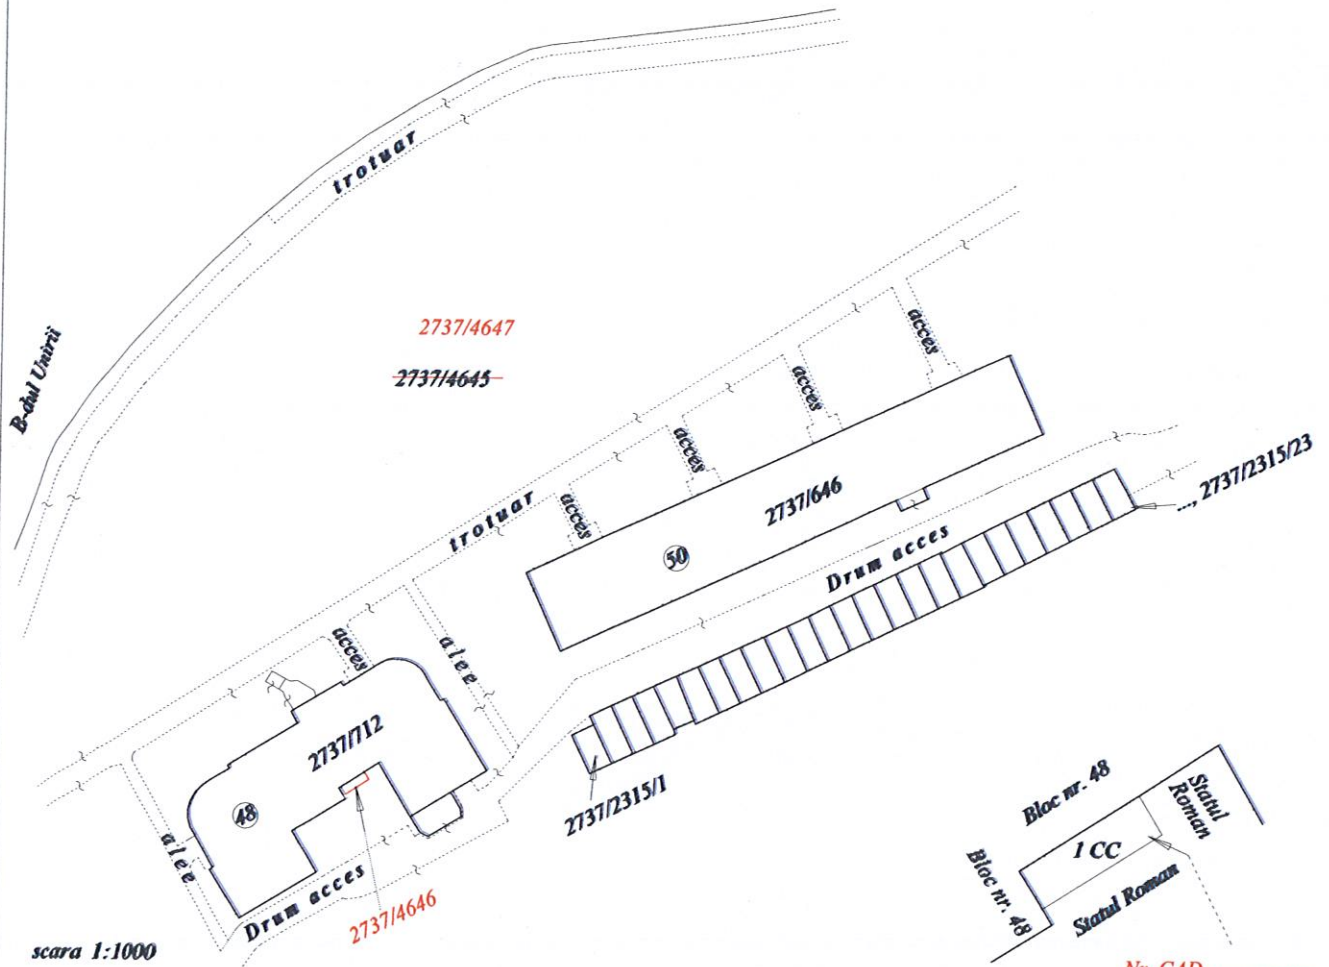 trotuar
B-dul Unirii
2737/4647
2737/4645
acces
acces
acces
acces
trotuar
2737/646
50
Drum acces
..., 2737/2315/23
acces
alee
2737/712
48
alee
2737/2315/1
Drum acces
2737/4646
scara 1:1000
Bloc nr. 48
Statul
Roman
1 CC
Bloc nr. 48
Statul Roman